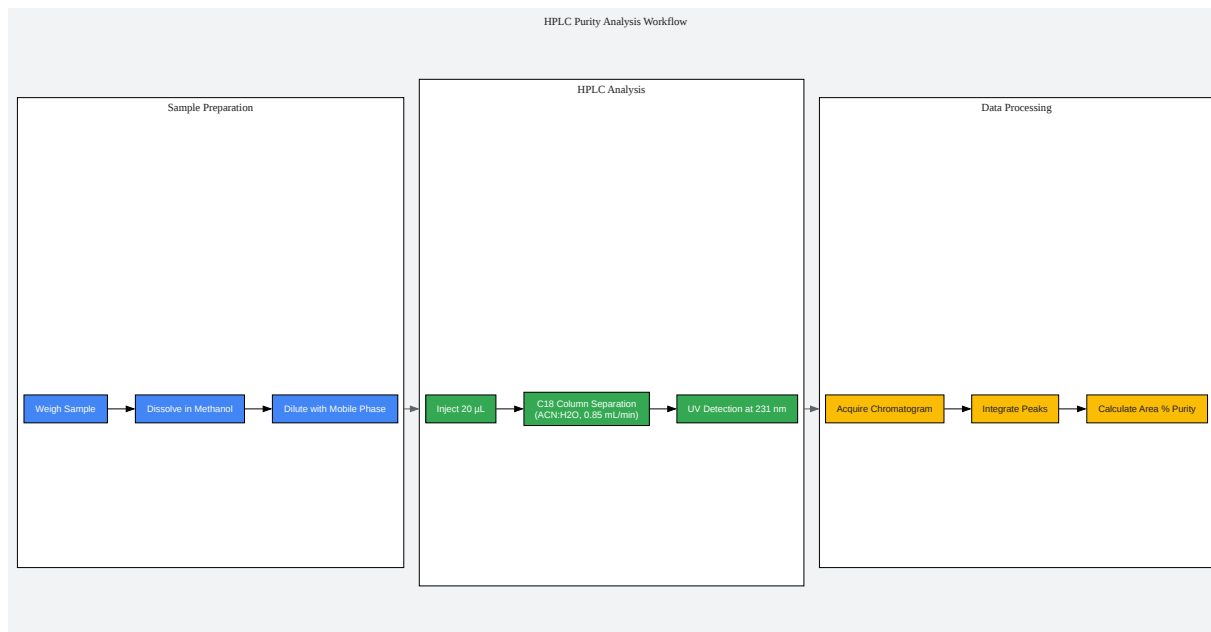 HPLC Purity Analysis Workflow
Sample Preparation
Weigh Sample
Dissolve in Methanol
Dilute with Mobile Phase
HPLC Analysis
Inject 20 µL
C18 Column Separation
(ACN:H2O, 0.85 mL/min)
UV Detection at 231 nm
Data Processing
Acquire Chromatogram
Integrate Peaks
Calculate Area % Purity